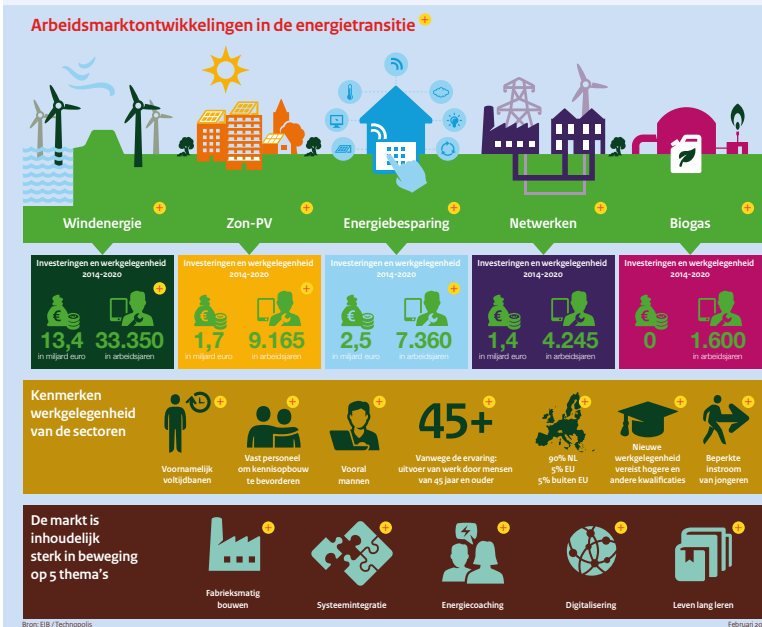 Arbeidsmarktontwikkelingen in de energietransitie +
Windenergie +
Zon-PV +
Energiebesparing +
Netwerken +
Biogas +
Investeringen en werkgelegenheid
2014-2020
+
€
13,4 33.350
in miljard euro in arbeidsjaren
Investeringen en werkgelegenheid
2014-2020
+
€
1,7 9.165
in miljard euro in arbeidsjaren
Investeringen en werkgelegenheid
2014-2020
+
€
2,5 7.360
in miljard euro in arbeidsjaren
Investeringen en werkgelegenheid
2014-2020
€
1,4 4.245
in miljard euro in arbeidsjaren
Investeringen en werkgelegenheid
2014-2020
€
0 1.600
in arbeidsjaren
Kenmerken
werkgelegenheid
van de sectoren
+
Voornamelijk
voltijdbanen
+
Vast personeel
om kennisopbouw
te bevorderen
+
Vooral
mannen
45+ +
Vanwege de ervaring:
uitvoer van werk door mensen
van 45 jaar en ouder
+
90% NL
5% EU
5% buiten EU
+
Nieuwe
werkgelegenheid
vereist hogere en
andere kwalificaties
+
Beperkte
instroom
van jongeren
De markt is
inhoudelijk
sterk in beweging
op 5 thema's
+
Fabrieksmatig
bouwen
+
Systeemintegratie
+
Energiecoaching
+
Digitalisering
+
Leven lang leren
Bron: EIB / Technopolis
Februari 20